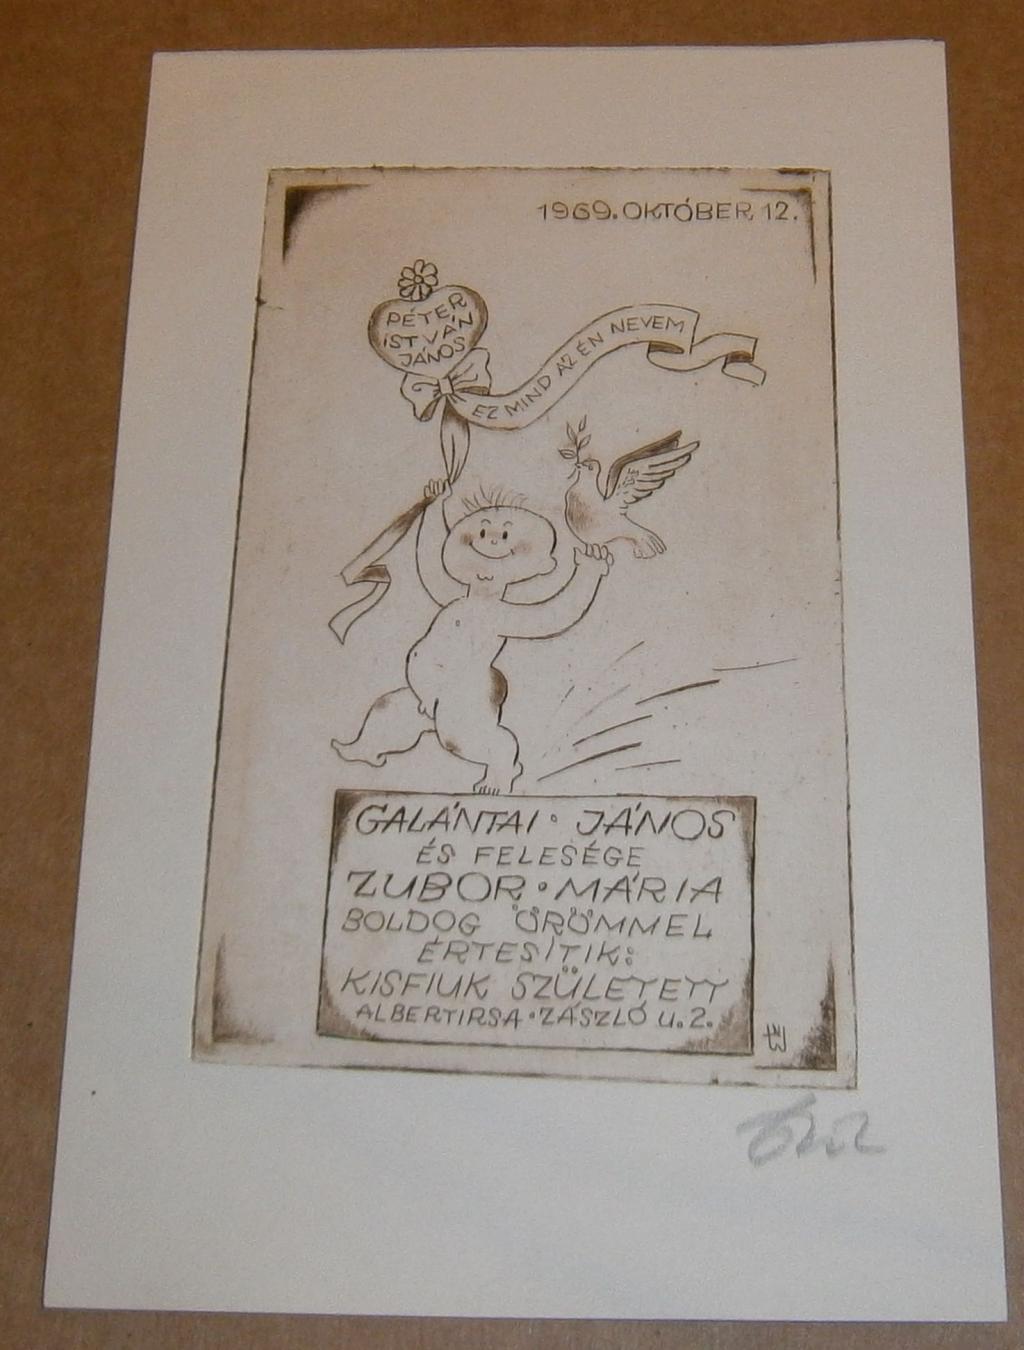 1969. OKTÓBER 12.
PÉTER
ISTVÁN
JÁNOS
EZ MIND AZ ÉN NEVEM
GALÁNTAI • JÁNOS
ÉS FELESÉGE
ZUBOR • MÁRIA
BOLDOG ÖRÖMMEL
ÉRTESÍTIK:
KISFIUK SZÜLETETT
ALBERTIRSA • ZÁSZLÓ U. 2.